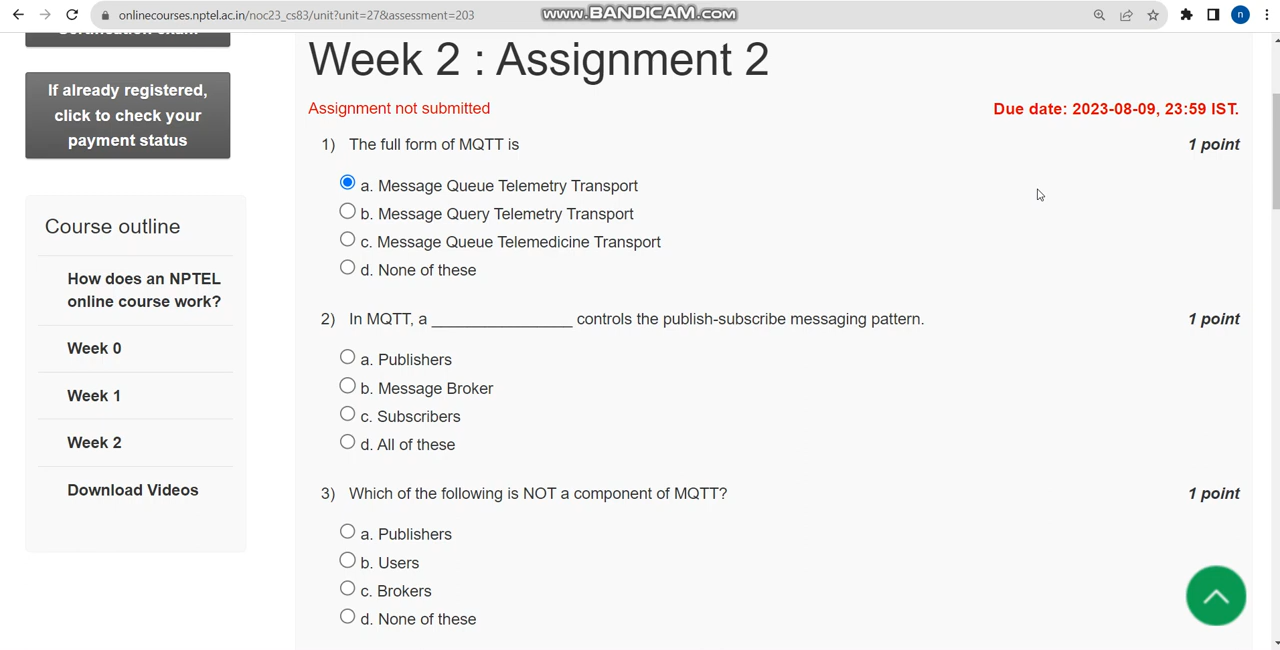 onlinecourses.nptel.ac.in/noc23_cs83/unit?unit=27&assessment=203
www.BANDICAM.com
n
If already registered,
click to check your
payment status
Course outline
How does an NPTEL
online course work?
Week 0
Week 1
Week 2
Download Videos
Week 2 : Assignment 2
Assignment not submitted
Due date: 2023-08-09, 23:59 IST.
1) The full form of MQTT is 1 point
a. Message Queue Telemetry Transport
b. Message Query Telemetry Transport
c. Message Queue Telemedicine Transport
d. None of these
2) In MQTT, a ________________ controls the publish-subscribe messaging pattern. 1 point
a. Publishers
b. Message Broker
c. Subscribers
d. All of these
3) Which of the following is NOT a component of MQTT? 1 point
a. Publishers
b. Users
c. Brokers
d. None of these